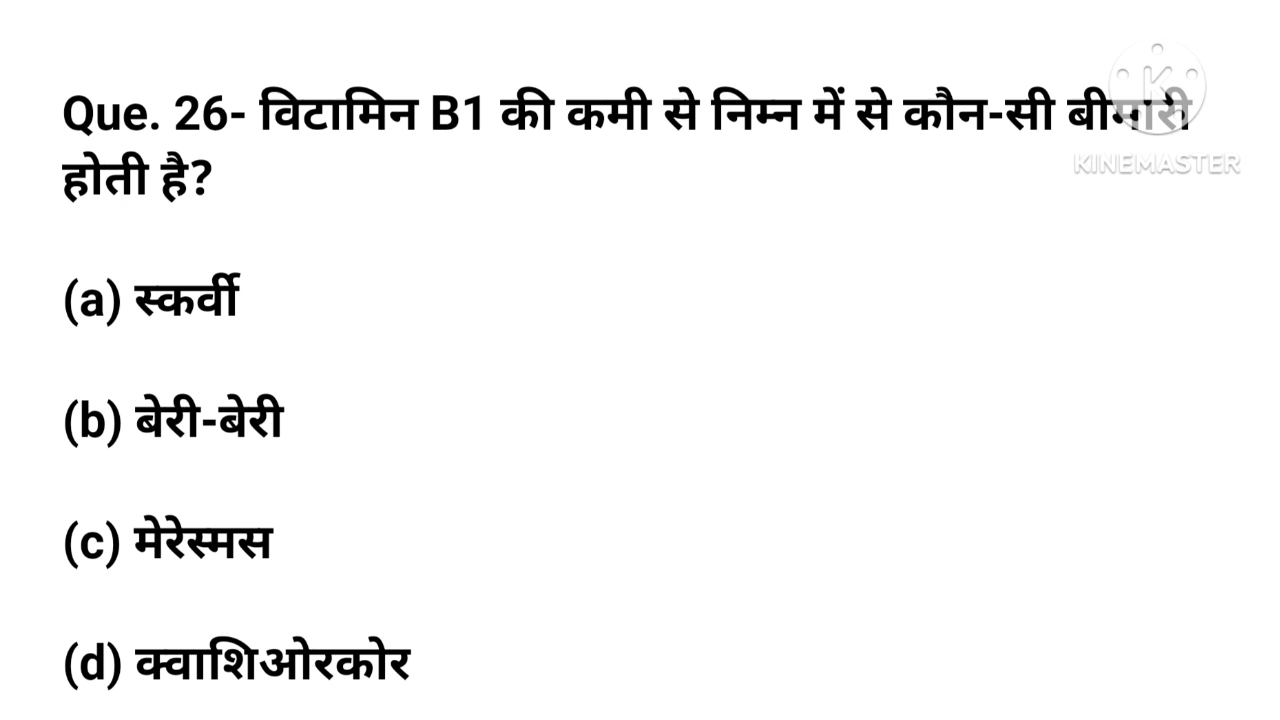 Que. 26- विटामिन B1 की कमी से निम्न में से कौन-सी बीमारी
होती है?
KINEMASTER
(a) स्कर्वी
(b) बेरी-बेरी
(c) मेरेस्मस
(d) क्वाशिओरकोर